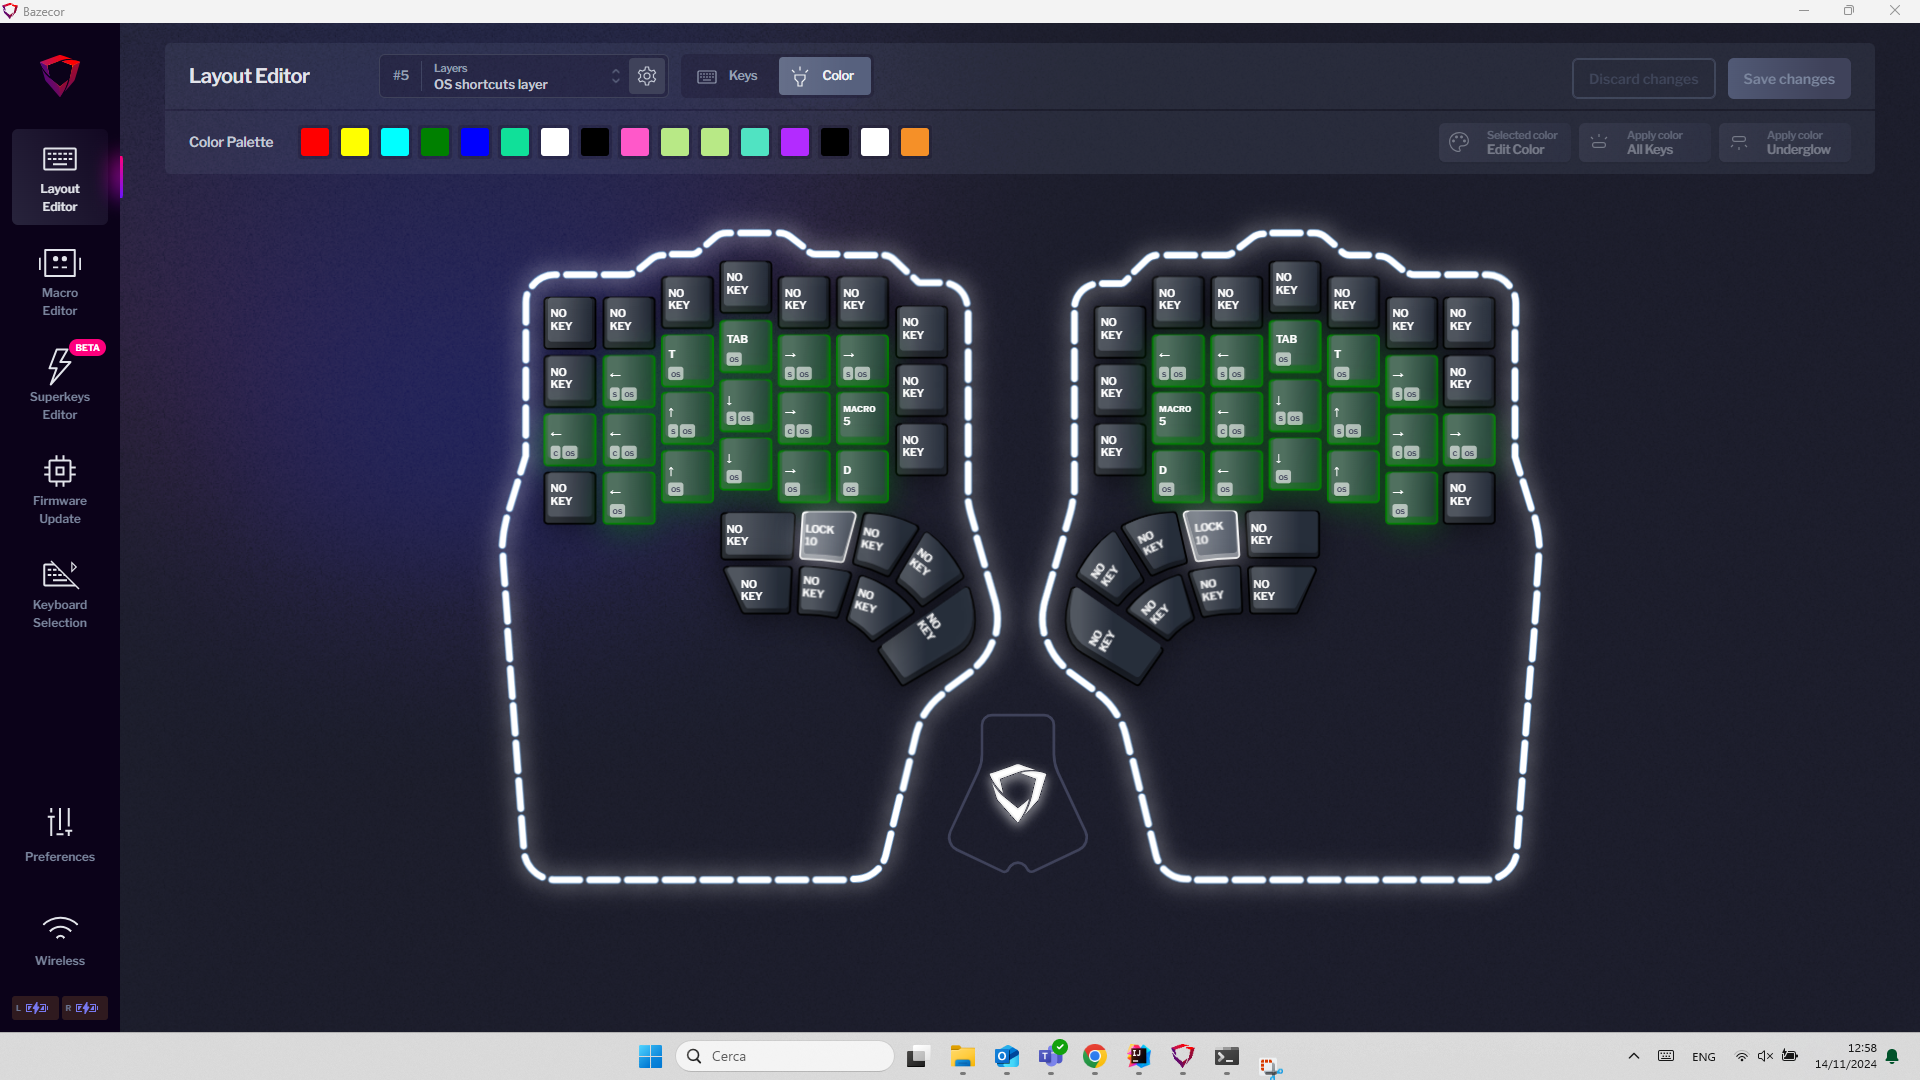 Bazecor
Layout Editor
#5
Layers
OS shortcuts layer
Keys
Color
Discard changes
Save changes
Color Palette
Selected color
Edit Color
Apply color
All Keys
Apply color
Underglow
Layout
Editor
Macro
Editor
BETA
Superkeys
Editor
Firmware
Update
Keyboard
Selection
Preferences
Wireless
L
R
NO
KEY
NO
KEY
NO
KEY
NO
KEY
NO
KEY
NO
KEY
NO
KEY
NO
KEY
←
S OS
T
OS
TAB
OS
→
S OS
→
S OS
NO
KEY
←
C OS
←
C OS
↑
S OS
↓
S OS
→
C OS
MACRO
5
NO
KEY
NO
KEY
←
OS
↑
OS
↓
OS
→
OS
D
OS
NO
KEY
LOCK
10
NO
KEY
NO
KEY
NO
KEY
NO
KEY
NO
KEY
NO
KEY
NO
KEY
NO
KEY
NO
KEY
NO
KEY
NO
KEY
NO
KEY
NO
KEY
NO
KEY
←
S OS
←
S OS
TAB
OS
T
OS
→
S OS
NO
KEY
NO
KEY
MACRO
5
←
C OS
↓
S OS
↑
S OS
→
C OS
→
C OS
D
OS
←
OS
↓
OS
↑
OS
→
OS
NO
KEY
NO
KEY
NO
KEY
LOCK
10
NO
KEY
NO
KEY
NO
KEY
NO
KEY
NO
KEY
Cerca
ENG
12:58
14/11/2024